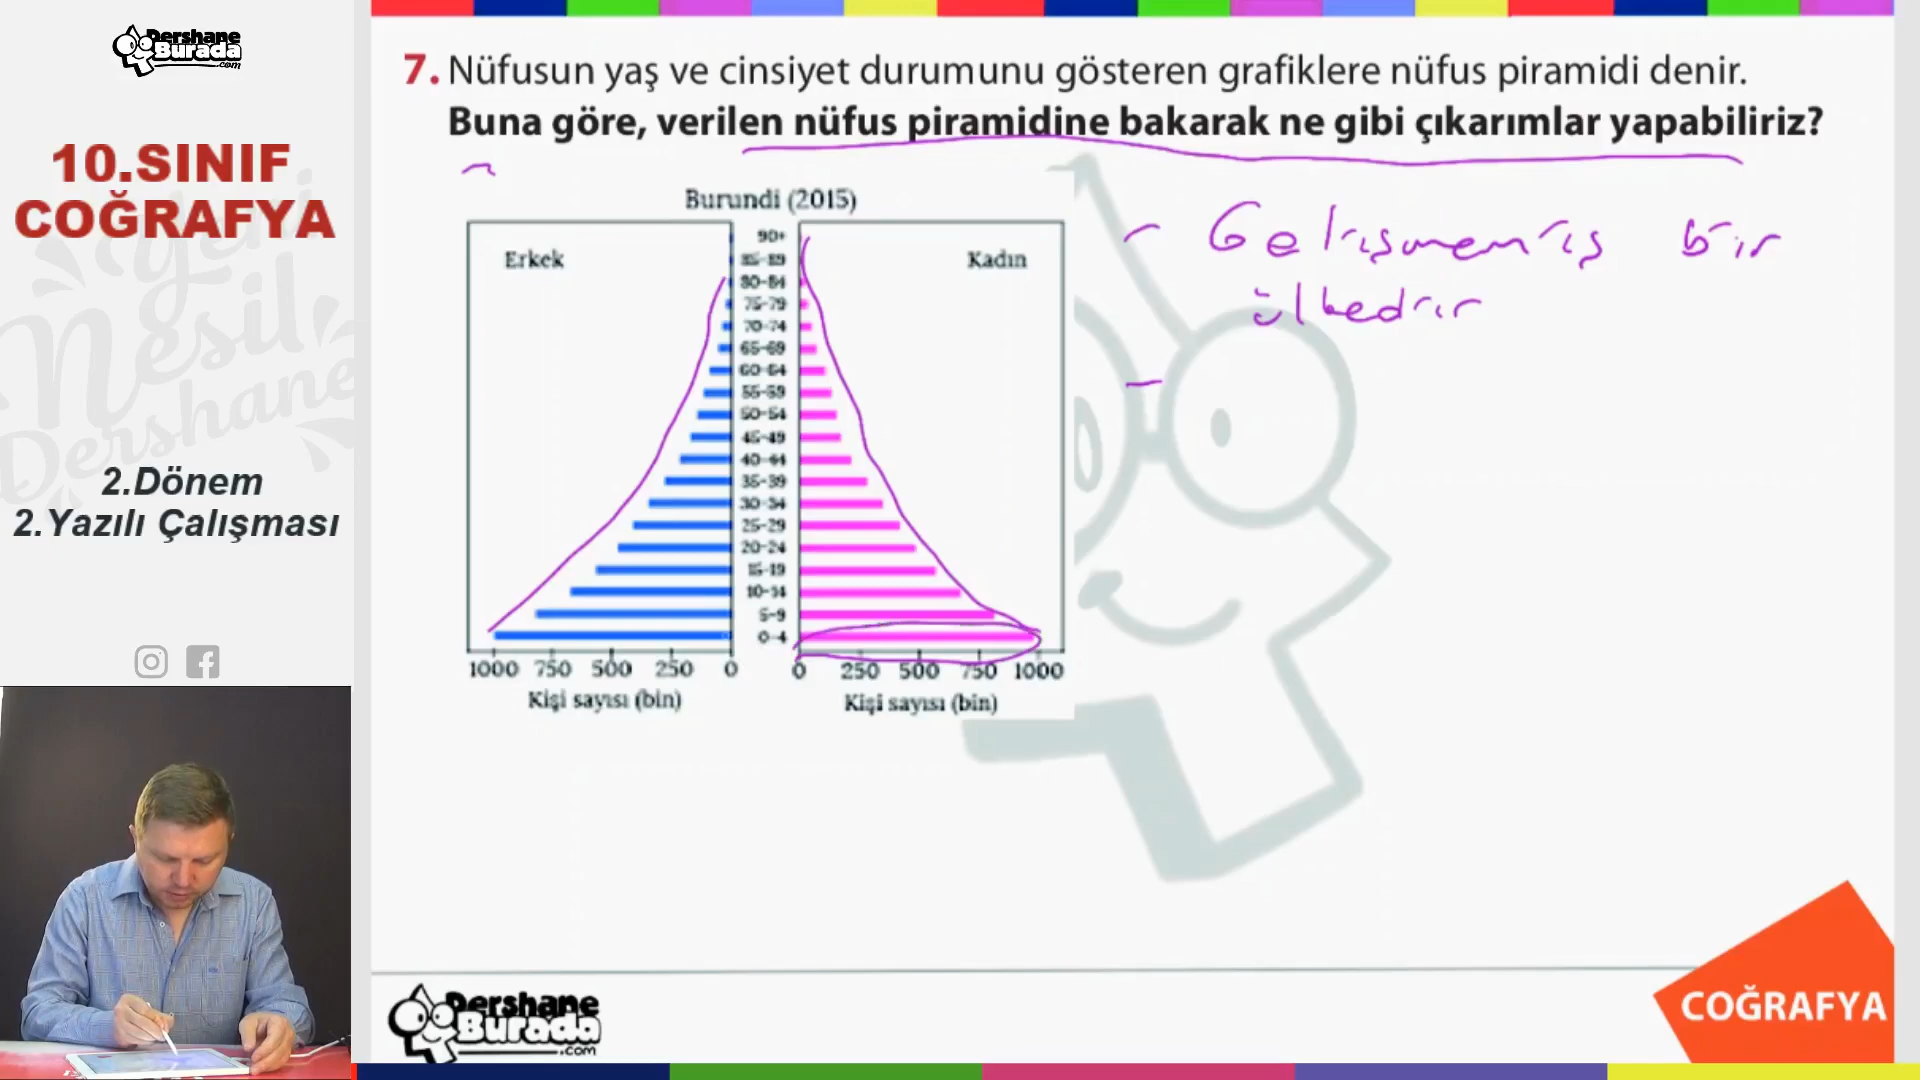 Dershane
Burada
.com
10.SINIF
COĞRAFYA
Yeni
Nesil
Dershane
2.Dönem
2.Yazılı Çalışması
7. Nüfusun yaş ve cinsiyet durumunu gösteren grafiklere nüfus piramidi denir.
Buna göre, verilen nüfus piramidine bakarak ne gibi çıkarımlar yapabiliriz?
Burundi (2015)
Erkek
Kadın
90+
85-89
80-84
75-79
70-74
65-69
60-64
55-59
50-54
45-49
40-44
35-39
30-34
25-29
20-24
15-19
10-14
5-9
0-4
1000 750 500 250 0
0 250 500 750 1000
Kişi sayısı (bin)
Kişi sayısı (bin)
- Gelişmemiş bir
ülkedir
-
Dershane
Burada
.com
COĞRAFYA